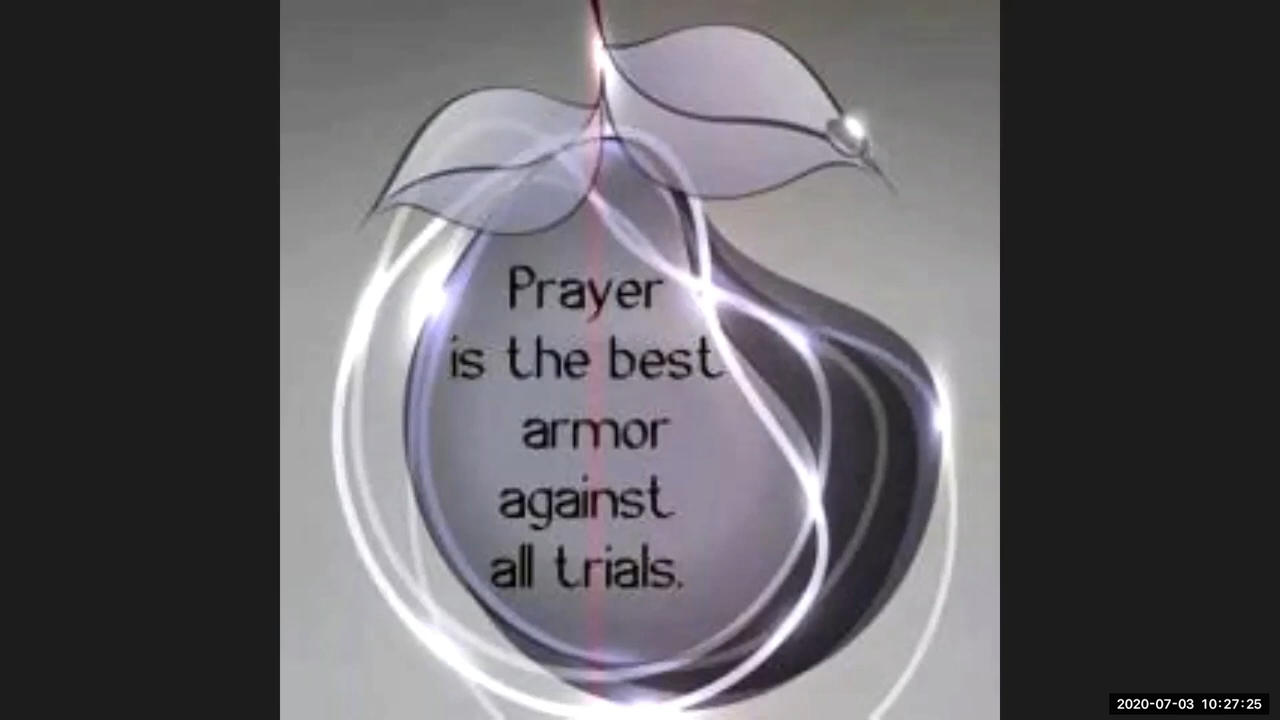 Prayer
is the best
armor
against
all trials.
2020-07-03 10:27:25